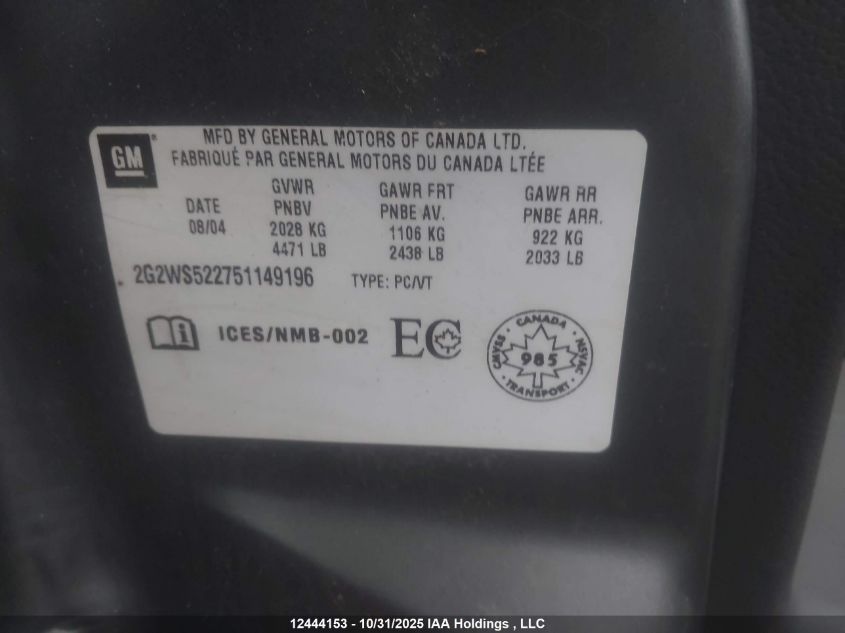 GM
MFD BY GENERAL MOTORS OF CANADA LTD.
FABRIQUÉ PAR GENERAL MOTORS DU CANADA LTÉE
DATE
08/04
GVWR
PNBV
2028 KG
4471 LB
GAWR FRT
PNBE AV.
1106 KG
2438 LB
GAWR RR
PNBE ARR.
922 KG
2033 LB
2G2WS522751149196 TYPE: PC/VT
i ICES/NMB-002 EC
CANADA
CMVSS 985 NSVAC
TRANSPORT
12444153 - 10/31/2025 IAA Holdings , LLC